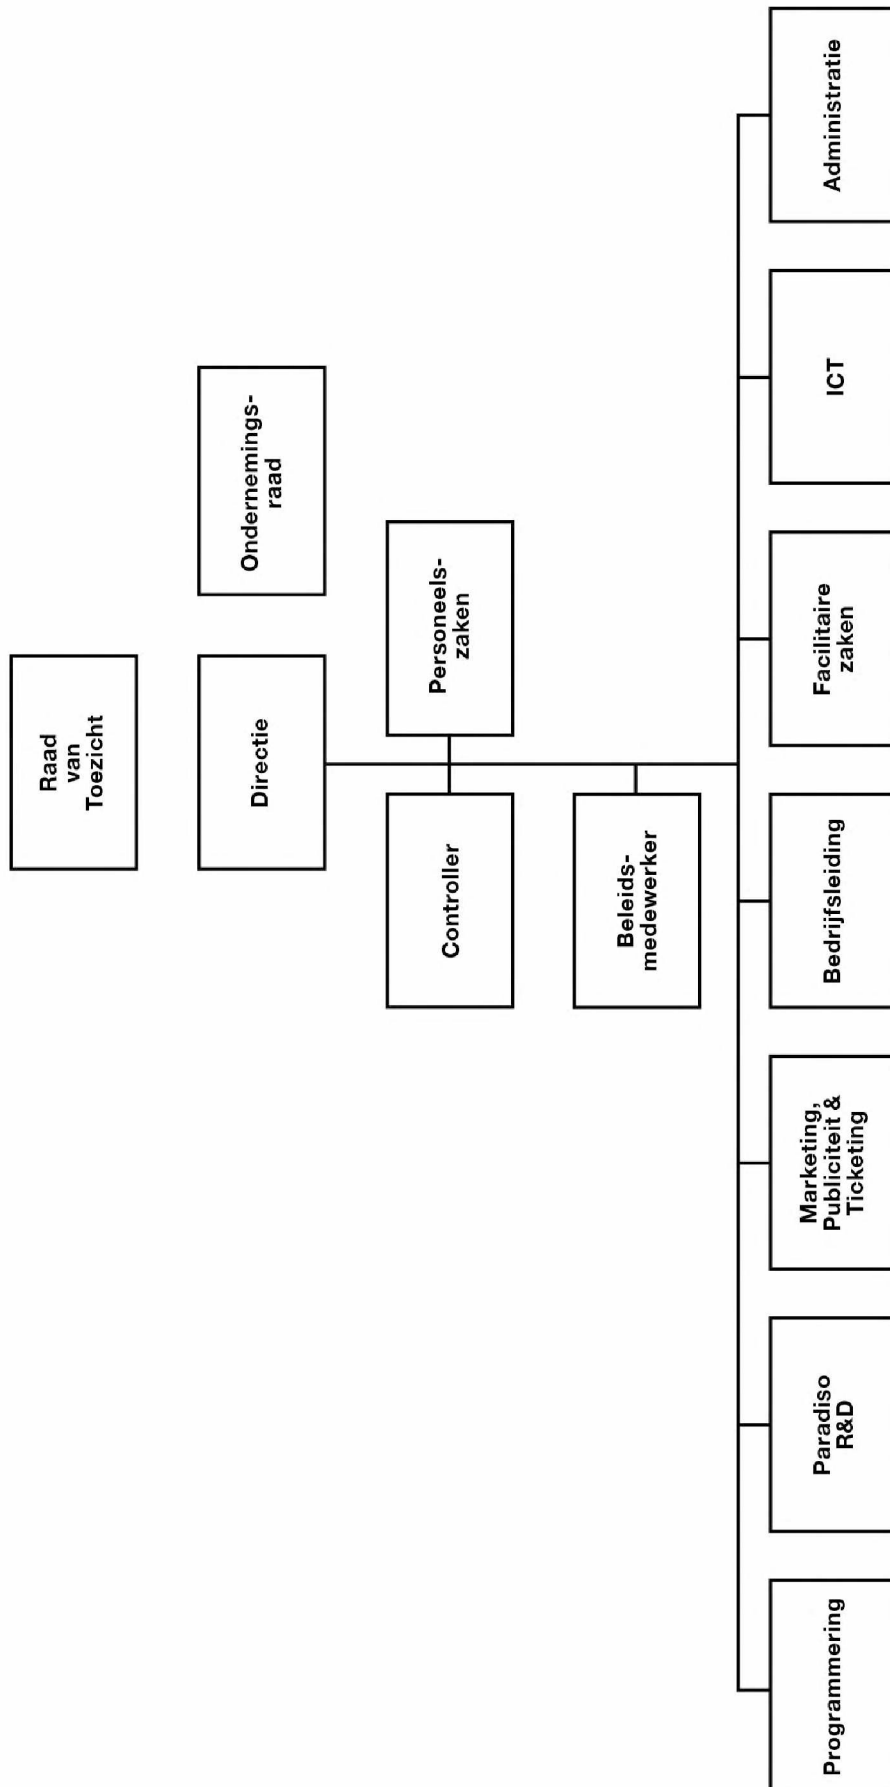 Raad
van
Toezicht
Directie
Ondernemings-
raad
Controller
Personeels-
zaken
Beleids-
medewerker
Programmering
Paradiso
R&D
Marketing,
Publiciteit &
Ticketing
Bedrijfsleiding
Facilitaire
zaken
ICT
Administratie